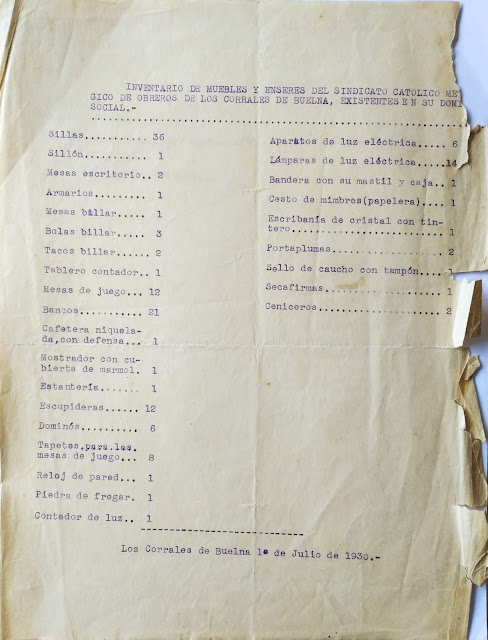 INVENTARIO DE MUEBLES Y ENSERES DEL SINDICATO CATOLICO ME
GICO DE OBREROS DE LOS CORRALES DE BUELNA, EXISTENTES EN SU DOMI
SOCIAL.-
Sillas.......... 36
Sillón.......... 1
Mesas escritorio.. 2
Armarios......... 1
Mesas billar..... 1
Bolas billar..... 3
Tacos billar..... 2
Tablero contador.. 1
Mesas de juego... 12
Bancos.......... 21
Cafetera niquela-
da,con defensa... 1
Mostrador con cu-
bierta de marmol. 1
Estantería....... 1
Escupideras...... 12
Dominós.......... 6
Tapetes.para.las.
mesas de juego... 8
Reloj de pared... 1
Piedra de fregar. 1
Contador de luz.. 1
Aparatos de luz eléctrica..... 6
Lámparas de luz eléctrica.....14
Bandera con su mastil y caja.. 1
Cesto de mimbres(papelera).... 1
Escribanía de cristal con tin-
tero.......................... 1
Portaplumas................... 2
Sello de caucho con tampón.... 1
Secafirmas.................... 1
Ceniceros..................... 2
Los Corrales de Buelna 1º de Julio de 1930.-